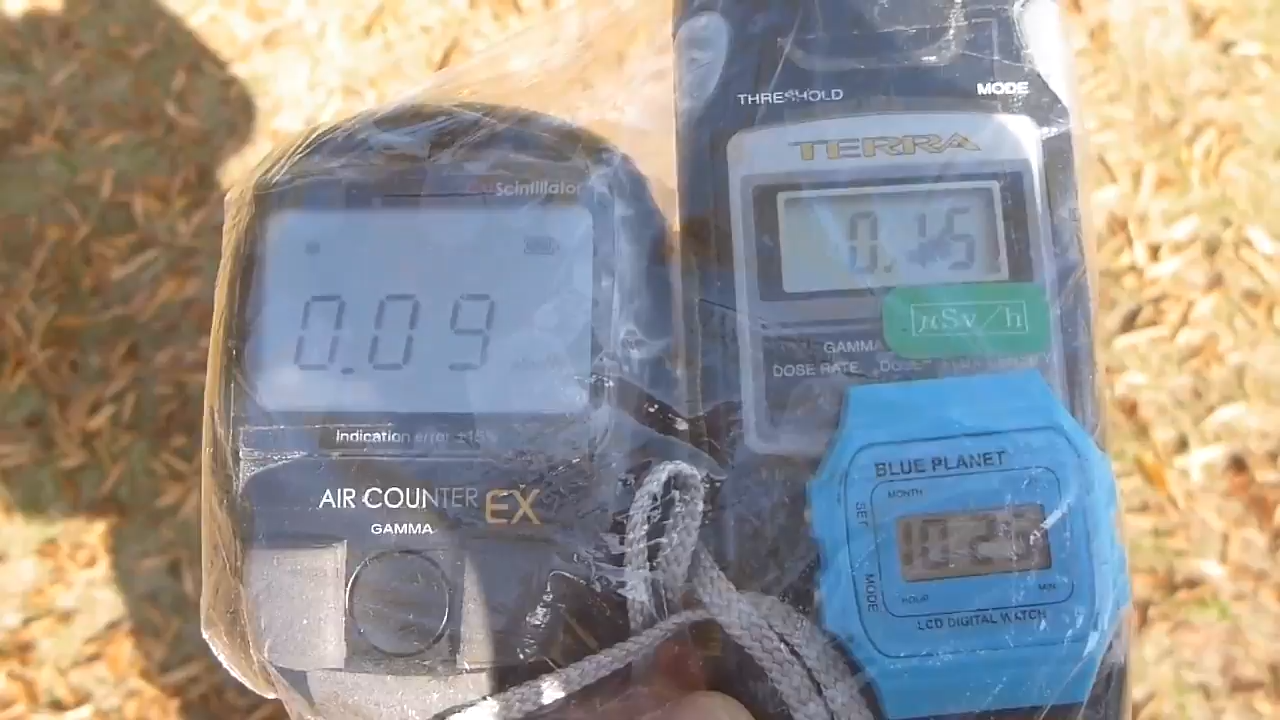 Scintillator
0.09
Indication error ±15%
AIR COUNTER EX
GAMMA
THRESHOLD
MODE
TERRA
0.15
μSv/h
GAMMA
DOSE RATE
BLUE PLANET
MONTH
SET
MODE
HOUR
MIN
LCD DIGITAL WATCH